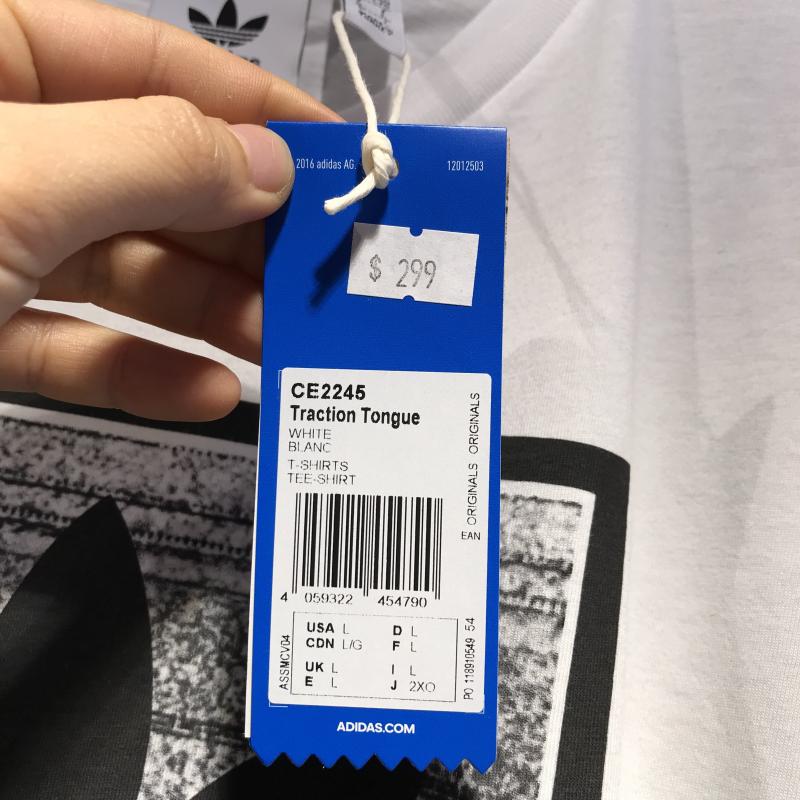 2016 adidas AG.
12012503
$ 299
CE2245
Traction Tongue
WHITE
BLANC
T-SHIRTS
TEE-SHIRT
ORIGINALS ORIGINALS
EAN
4 059322 454790
USA L D L
CDN L/G F L
UK L I L
E L J 2XO
ASSMCV04
PO 118910549 54
ADIDAS.COM